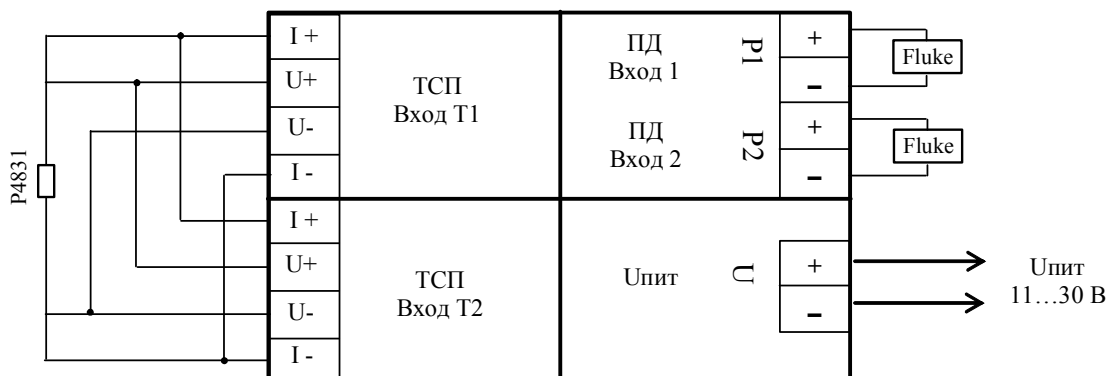 I +
U+
U-
I -
I +
U+
U-
I -
P4831
ТСП
Вход Т1
ТСП
Вход Т2
ПД
Вход 1
ПД
Вход 2
Uпит
P1
P2
U
+
-
+
-
+
-
Fluke
Fluke
Uпит
11...30 В